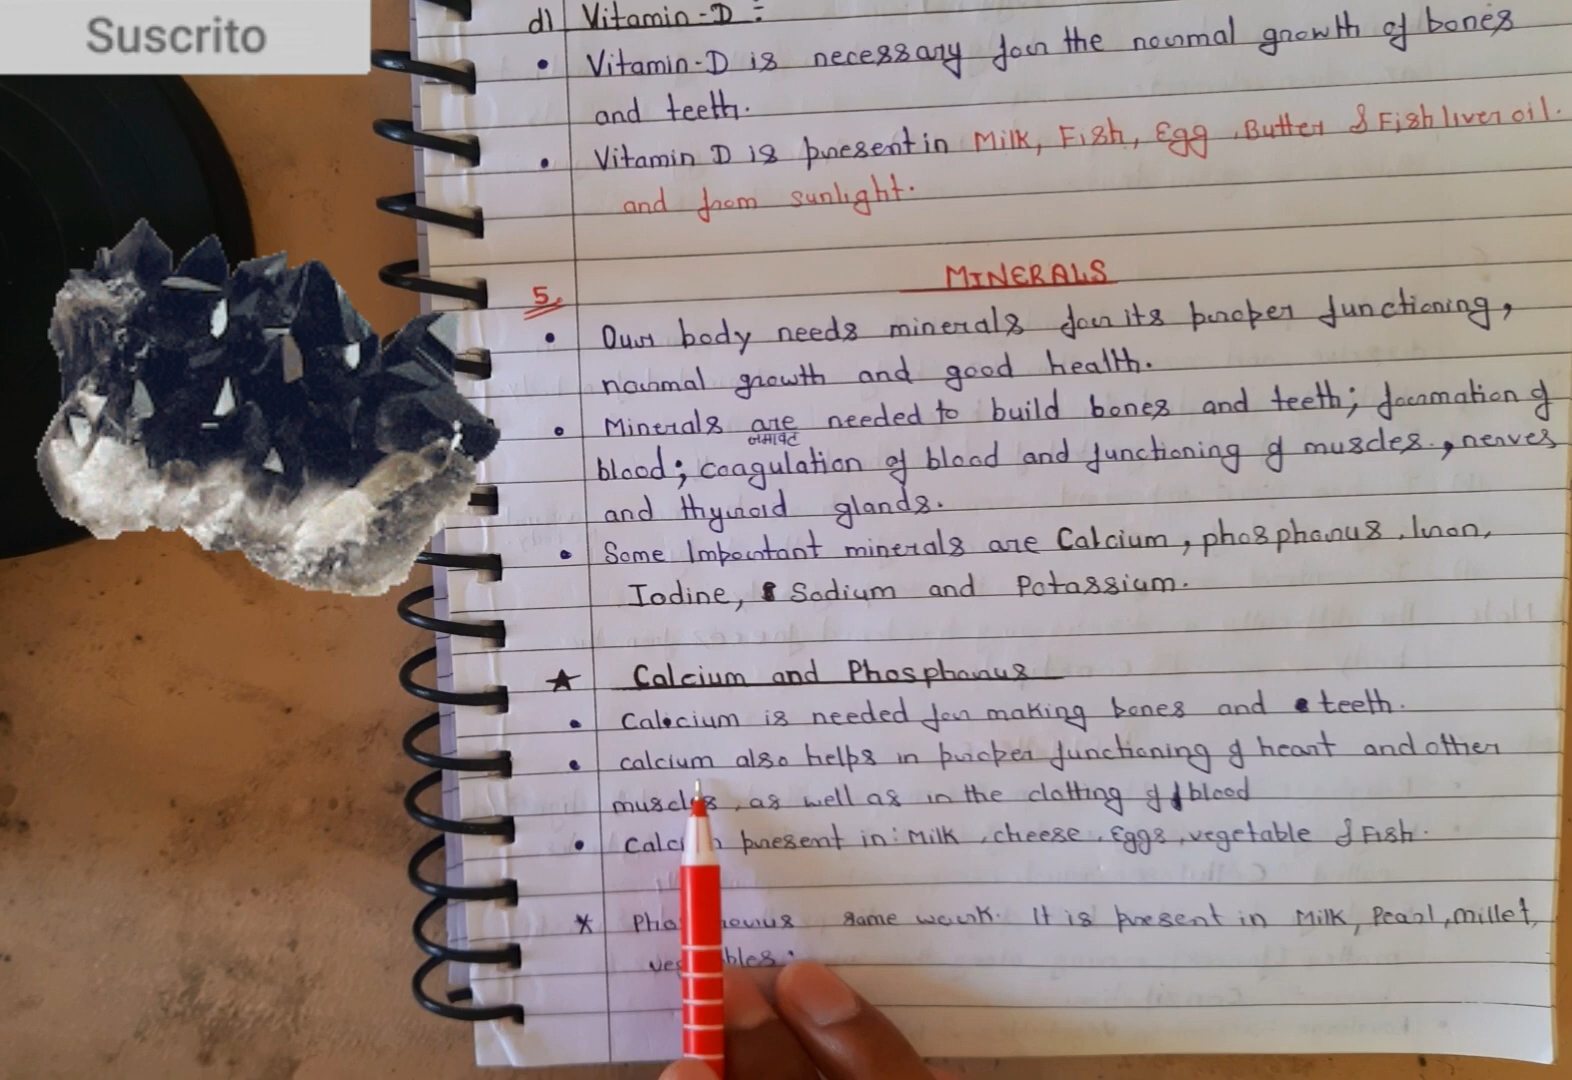 Suscrito
d) Vitamin-D :
• Vitamin-D is necessary for the normal growth of bones
and teeth.
• Vitamin D is present in Milk, Fish, Egg, Butter & Fish liver oil.
and from sunlight.
MINERALS
5.
• Our body needs minerals for its proper functioning,
normal growth and good health.
• Minerals are needed to build bones and teeth; formation of
जमावट
blood; coagulation of blood and functioning of muscles, nerves
and thyroid glands.
• Some Important minerals are Calcium, phosphorus, Iron,
Iodine, Sodium and Potassium.
★ Calcium and Phosphorus
• Calcium is needed for making bones and teeth.
• calcium also helps in proper functioning of heart and other
muscles, as well as in the clotting of blood
• present in: Milk, cheese, Eggs, vegetable & Fish.
* same work. It is present in Milk, Pearl, millet,